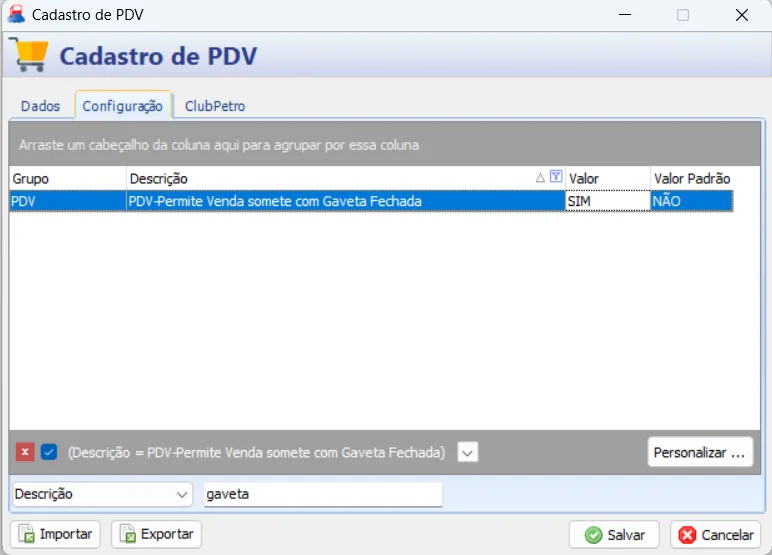 Cadastro de PDV
Cadastro de PDV
Dados Configuração ClubPetro
Arraste um cabeçalho da coluna aqui para agrupar por essa coluna
Grupo Descrição Valor Valor Padrão
PDV PDV-Permite Venda somete com Gaveta Fechada SIM NÃO
(Descrição = PDV-Permite Venda somete com Gaveta Fechada) Personalizar ...
Descrição gaveta
Importar Exportar Salvar Cancelar